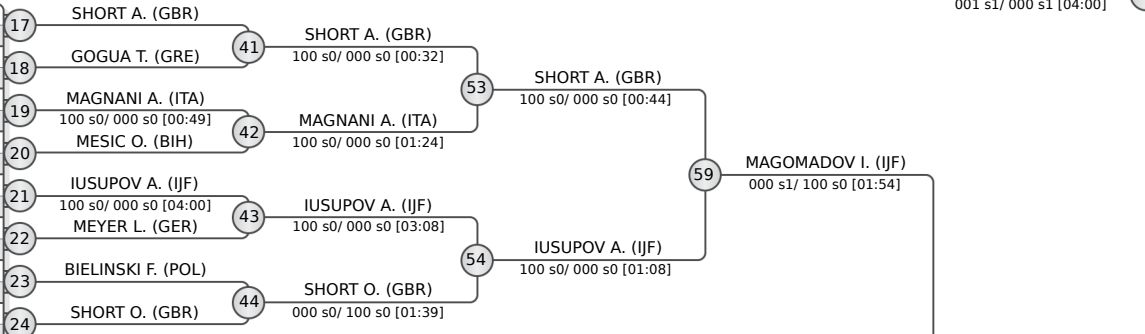 001 s1/ 000 s1 [04:00]
17
SHORT A. (GBR)
18
GOGUA T. (GRE)
41
SHORT A. (GBR)
100 s0/ 000 s0 [00:32]
19
MAGNANI A. (ITA)
100 s0/ 000 s0 [00:49]
20
MESIC O. (BIH)
42
MAGNANI A. (ITA)
100 s0/ 000 s0 [01:24]
53
SHORT A. (GBR)
100 s0/ 000 s0 [00:44]
21
IUSUPOV A. (IJF)
100 s0/ 000 s0 [04:00]
22
MEYER L. (GER)
43
IUSUPOV A. (IJF)
100 s0/ 000 s0 [03:08]
23
BIELINSKI F. (POL)
24
SHORT O. (GBR)
44
SHORT O. (GBR)
000 s0/ 100 s0 [01:39]
54
IUSUPOV A. (IJF)
100 s0/ 000 s0 [01:08]
59
MAGOMADOV I. (IJF)
000 s1/ 100 s0 [01:54]